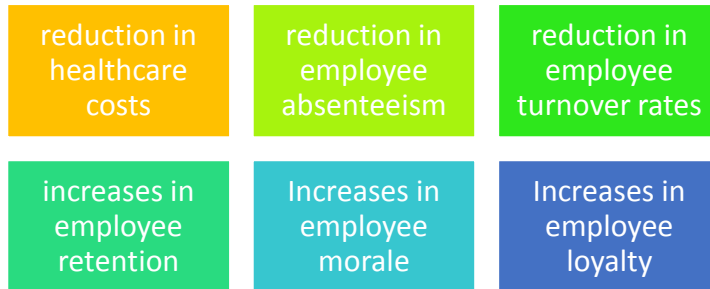 reduction in
healthcare
costs
reduction in
employee
absenteeism
reduction in
employee
turnover rates
increases in
employee
retention
Increases in
employee
morale
Increases in
employee
loyalty